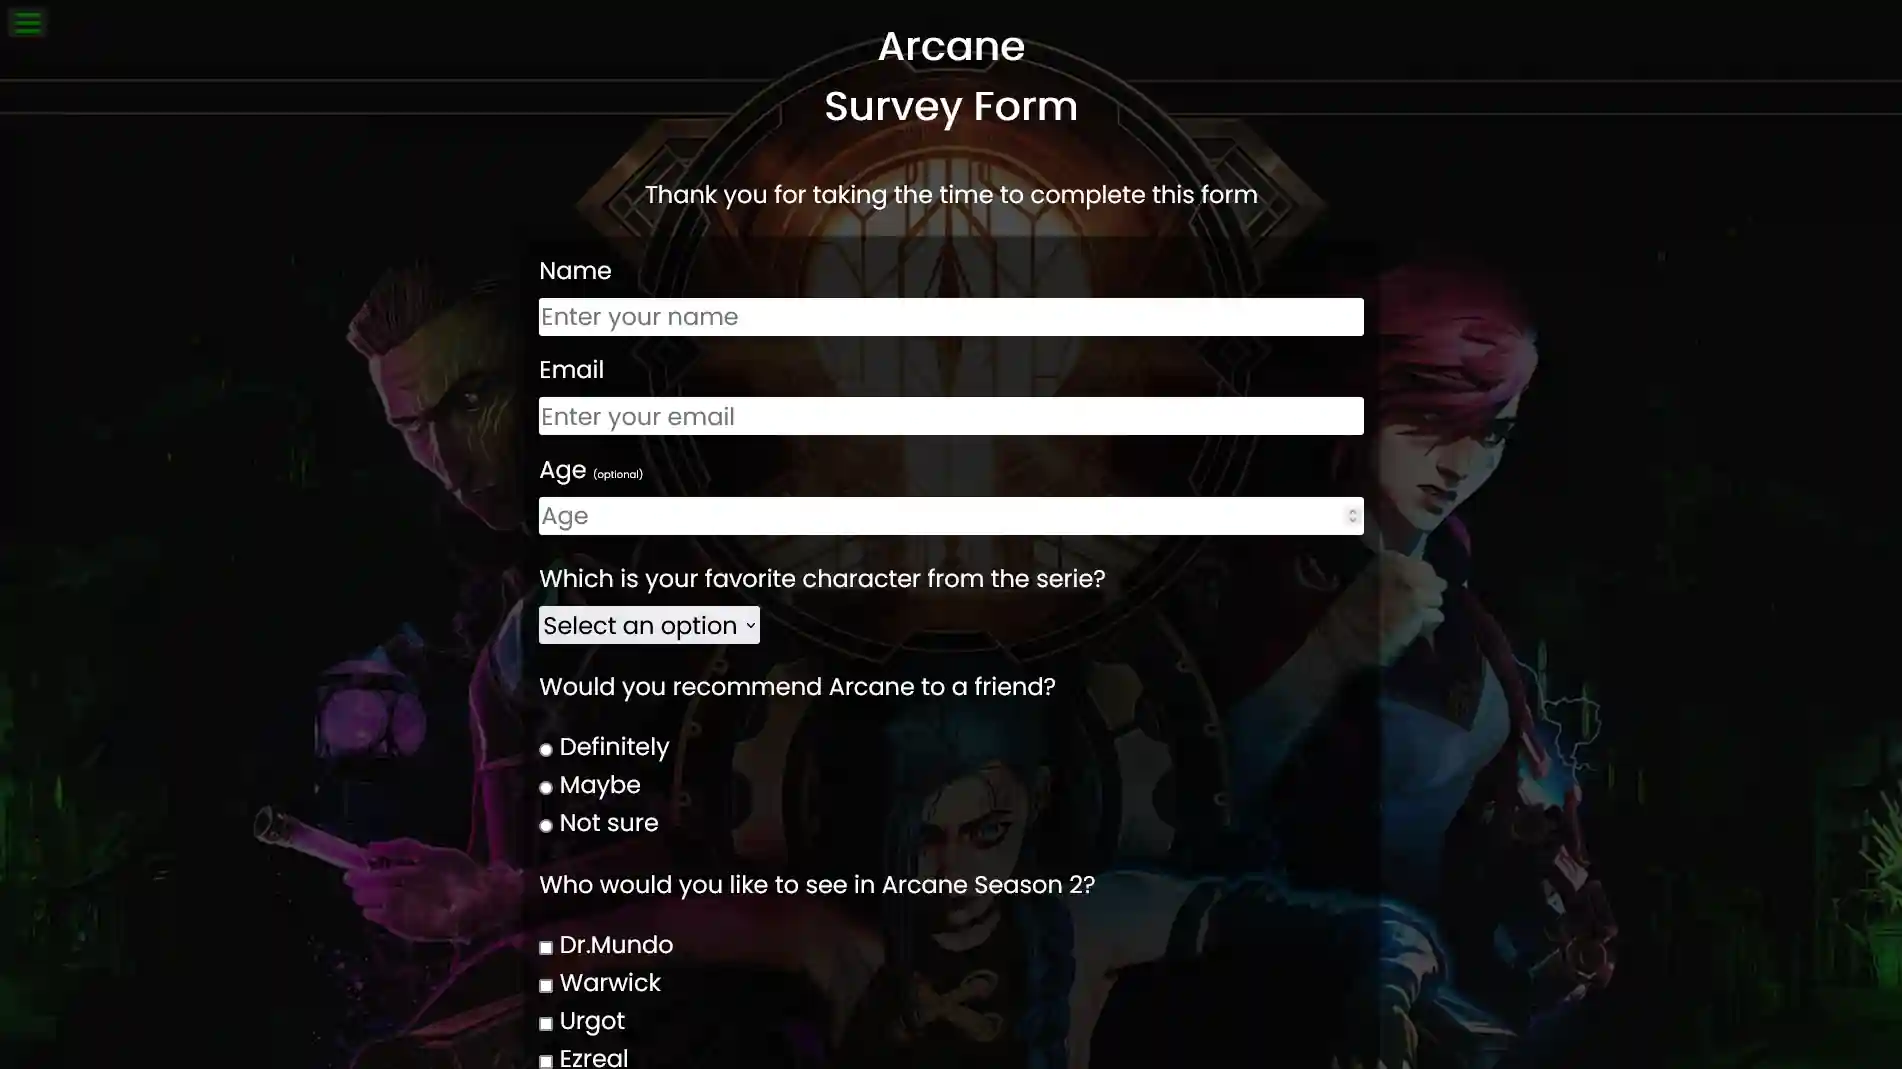 Arcane
Survey Form
Thank you for taking the time to complete this form
Name
Enter your name
Email
Enter your email
Age (optional)
Age
Which is your favorite character from the serie?
Select an option
Would you recommend Arcane to a friend?
Definitely
Maybe
Not sure
Who would you like to see in Arcane Season 2?
Dr.Mundo
Warwick
Urgot
Ezreal